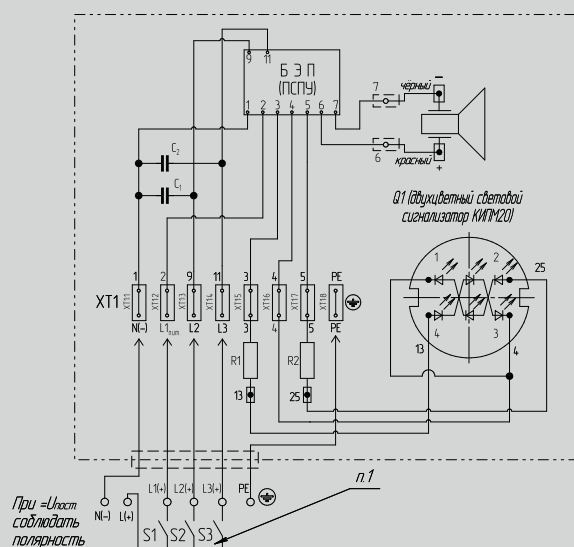 9 11
Б Э П
(ПСПУ)
1 2 3 4 5 6 7
7
чёрный
−
6
красный
+
C2
C1
Q1 (двухцветный световой
сигнализатор КИПМ20)
1 2
25
4 3
13
4
XT1
1 2 9 11 3 4 5 PE
XT1.1 XT1.2 XT1.3 XT1.4 XT1.5 XT1.6 XT1.7 XT1.8
N(-) L1пит. L2 L3 3 4 5 PE
R1 R2
13 25
L1(+) L2(+) L3(+) PE
п.1
N(-) L(+)
S1 S2 S3
При =Uпост.
соблюдать
полярность